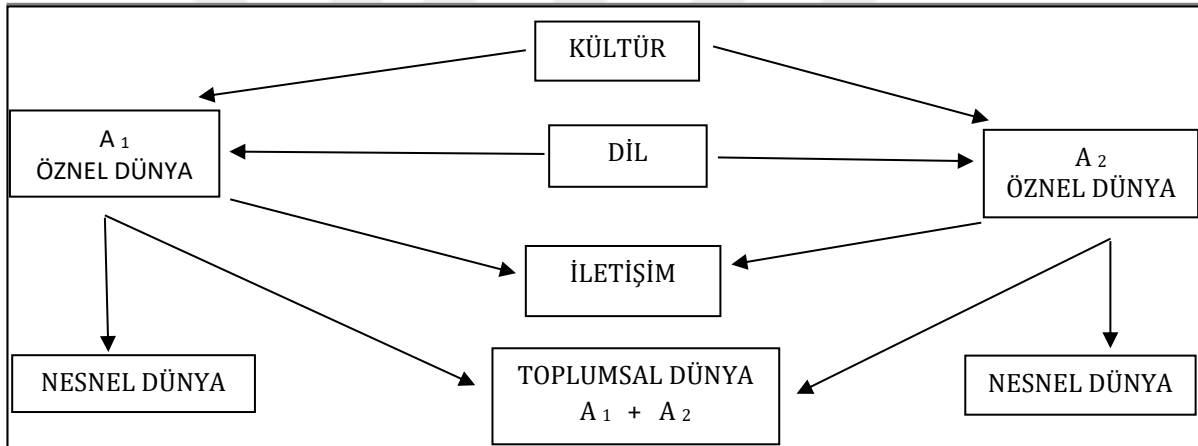 KÜLTÜR
A 1
ÖZNEL DÜNYA
DİL
A 2
ÖZNEL DÜNYA
İLETİŞİM
NESNEL DÜNYA
TOPLUMSAL DÜNYA
A 1 + A 2
NESNEL DÜNYA